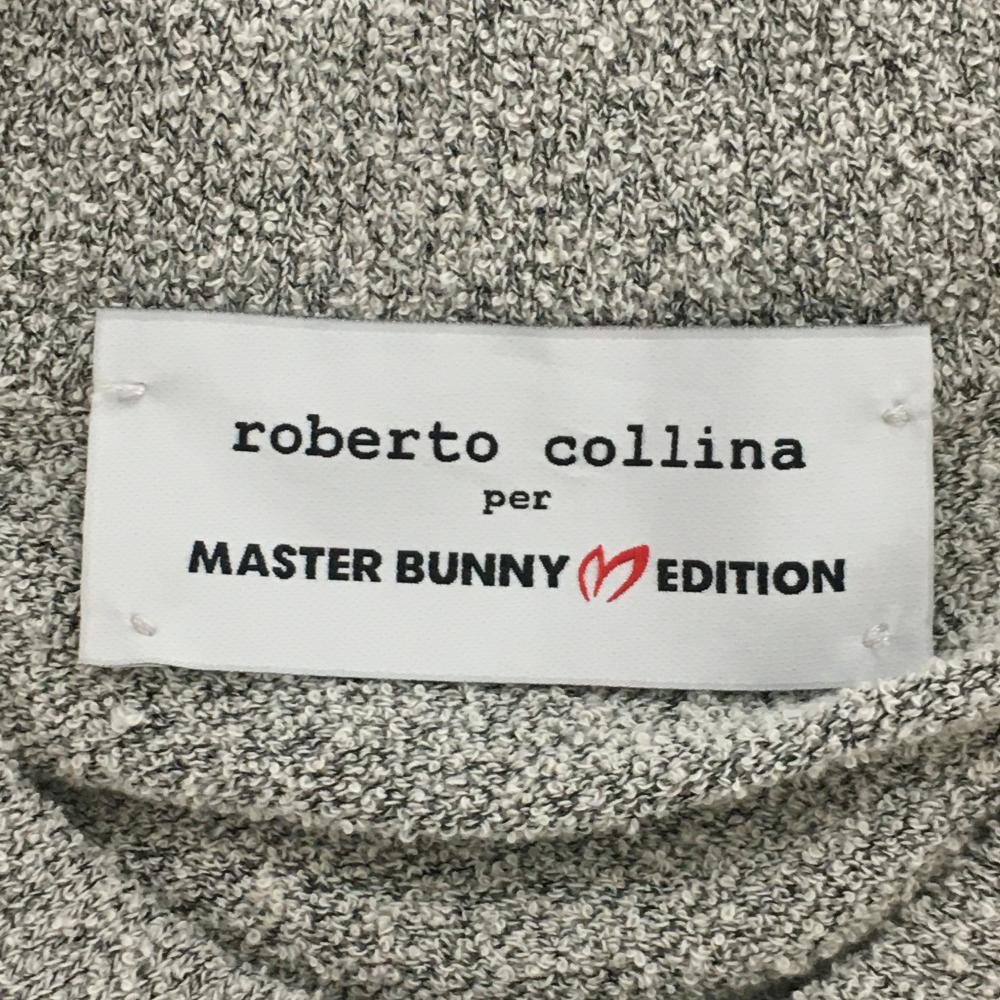 roberto collina
per
MASTER BUNNY EDITION